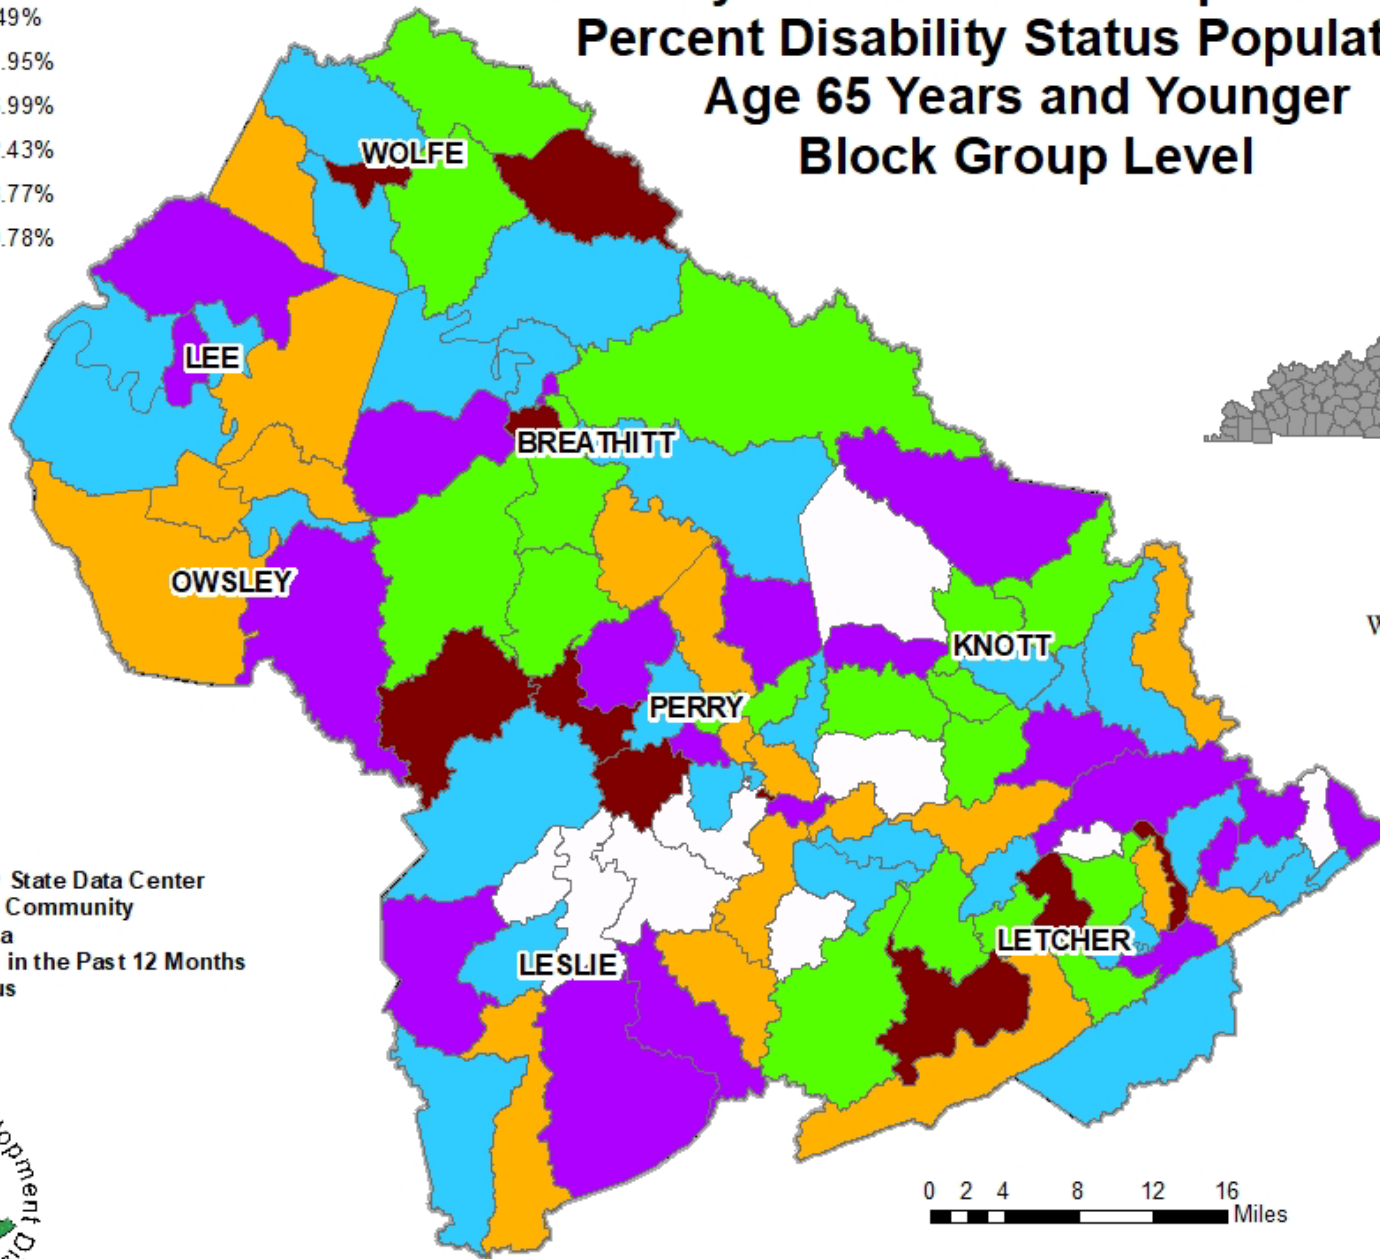 49%
.95%
.99%
.43%
.77%
.78%
Percent Disability Status
Age 65 Years and Younger
Block Group Level
WOLFE
LEE
BREATHITT
OWSLEY
KNOTT
PERRY
LETCHER
LESLIE
W
State Data Center
Community
a
in the Past 12 Months
us
0 2 4 8 12 16
Miles